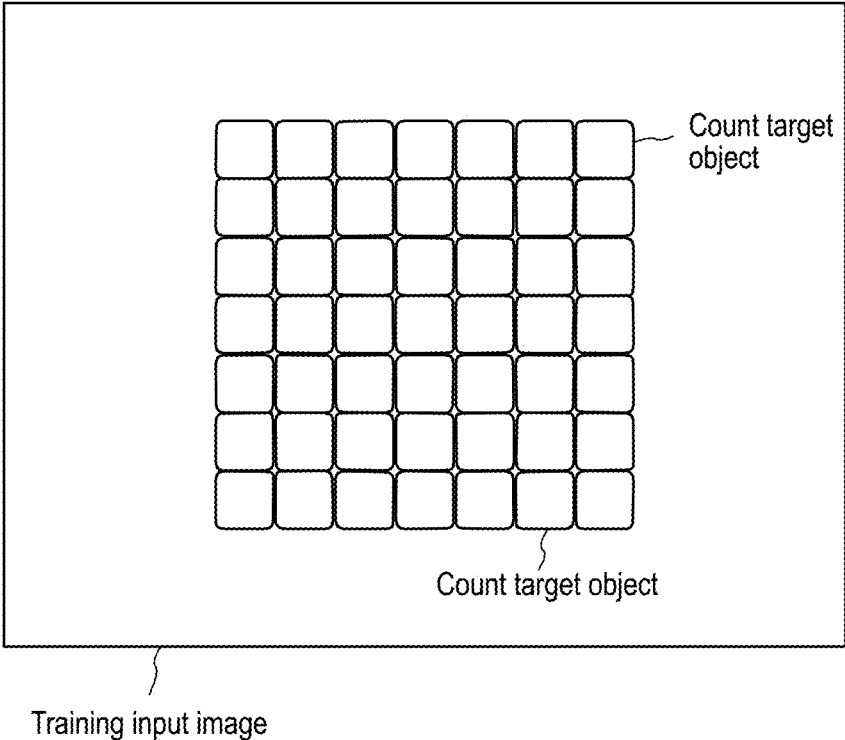 Count target
object
Count target object
Training input image